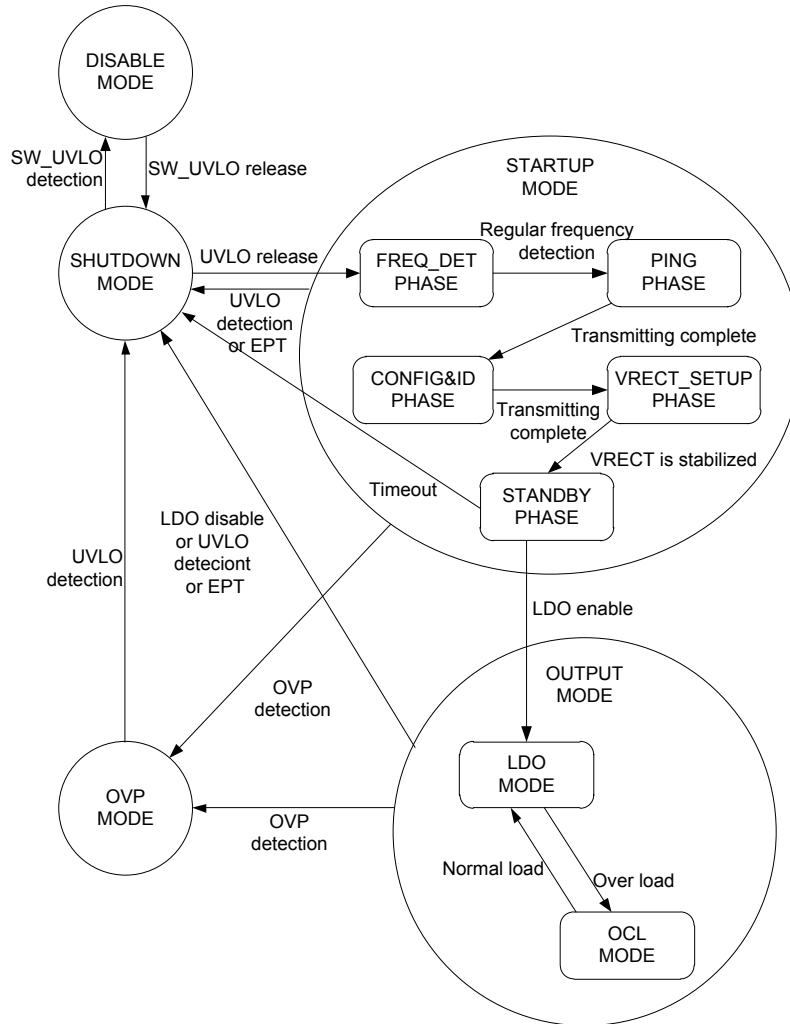 DISABLE
MODE
SW_UVLO
detection
SW_UVLO release
STARTUP
MODE
SHUTDOWN
MODE
UVLO release
FREQ_DET
PHASE
Regular frequency
detection
PING
PHASE
UVLO
detection
or EPT
Transmitting complete
CONFIG&ID
PHASE
Transmitting
complete
VRECT_SETUP
PHASE
VRECT is stabilized
Timeout
STANDBY
PHASE
LDO disable
or UVLO
deteciont
or EPT
UVLO
detection
LDO enable
OVP
detection
OUTPUT
MODE
LDO
MODE
OVP
MODE
OVP
detection
Normal load
Over load
OCL
MODE